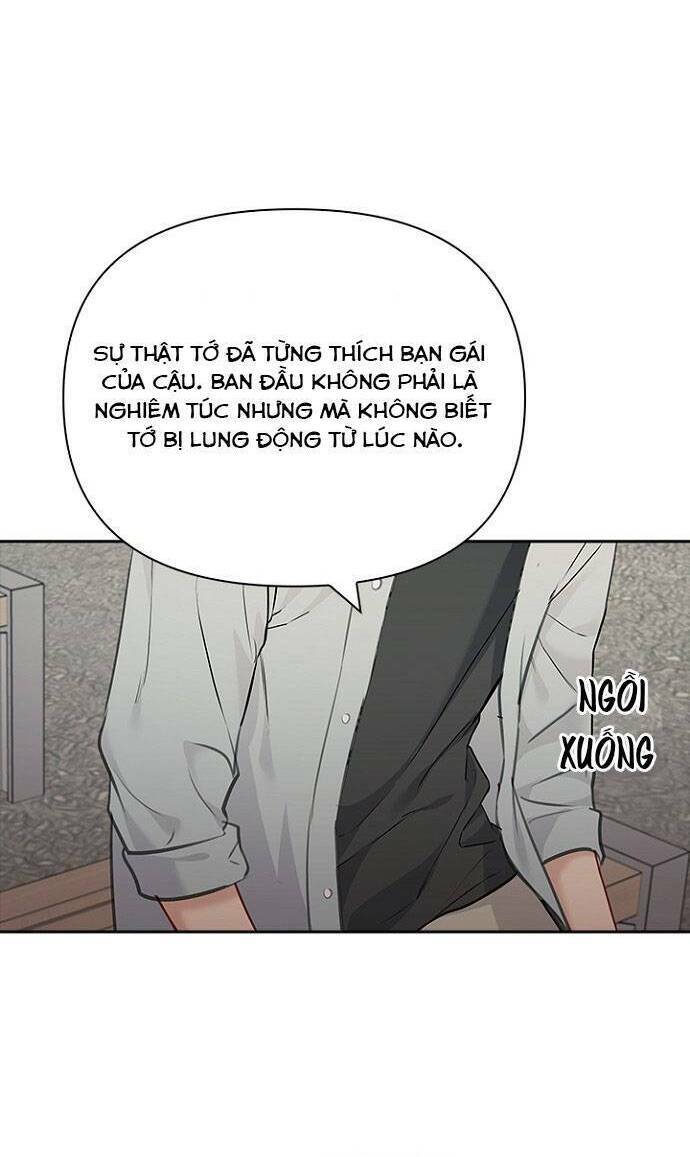 SỰ THẬT TỚ ĐÃ TỪNG THÍCH BẠN GÁI
CỦA CẬU. BAN ĐẦU KHÔNG PHẢI LÀ
NGHIÊM TÚC NHƯNG MÀ KHÔNG BIẾT
TỚ BỊ LUNG ĐỘNG TỪ LÚC NÀO.
NGỒI
XUỐNG